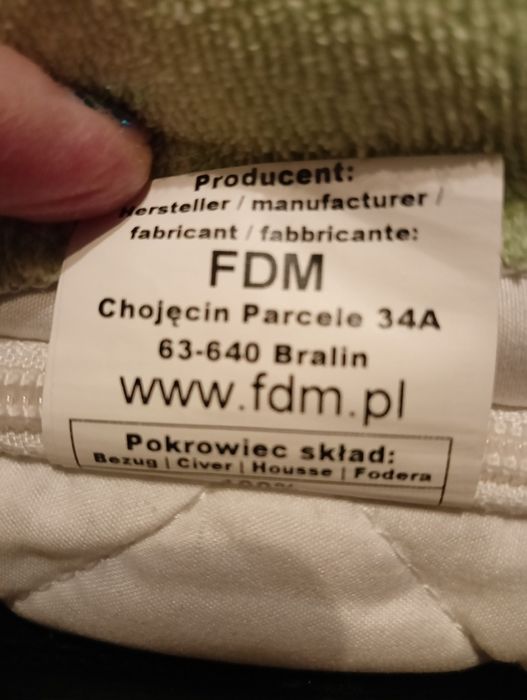 Producent:
Hersteller / manufacturer /
fabricant / fabbricante:
FDM
Chojęcin Parcele 34A
63-640 Bralin
www.fdm.pl
Pokrowiec skład:
Bezug | Civer | Housse | Fodera
100%